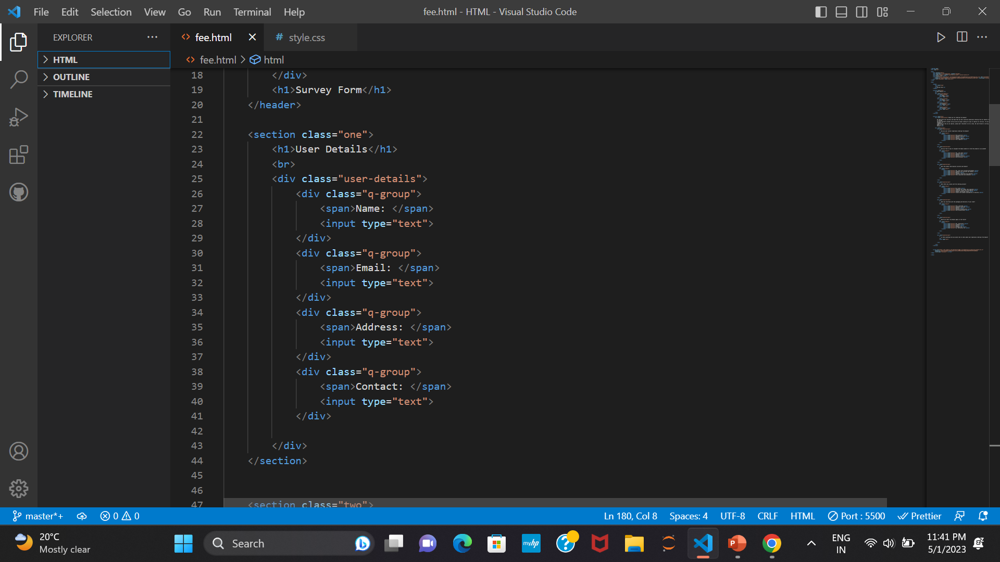 File Edit Selection View Go Run Terminal Help
fee.html - HTML - Visual Studio Code
EXPLORER
HTML
OUTLINE
TIMELINE
fee.html
# style.css
fee.html > html
18 </div>
19 <h1>Survey Form</h1>
20 </header>
21
22 <section class="one">
23 <h1>User Details</h1>
24 <br>
25 <div class="user-details">
26 <div class="q-group">
27 <span>Name: </span>
28 <input type="text">
29 </div>
30 <div class="q-group">
31 <span>Email: </span>
32 <input type="text">
33 </div>
34 <div class="q-group">
35 <span>Address: </span>
36 <input type="text">
37 </div>
38 <div class="q-group">
39 <span>Contact: </span>
40 <input type="text">
41 </div>
42
43 </div>
44 </section>
45
46
47 <section class="two">
master*+ 0 0 Ln 180, Col 8 Spaces: 4 UTF-8 CRLF HTML Port : 5500 Prettier
20°C
Mostly clear
Search
myhp
ENG
IN
11:41 PM
5/1/2023